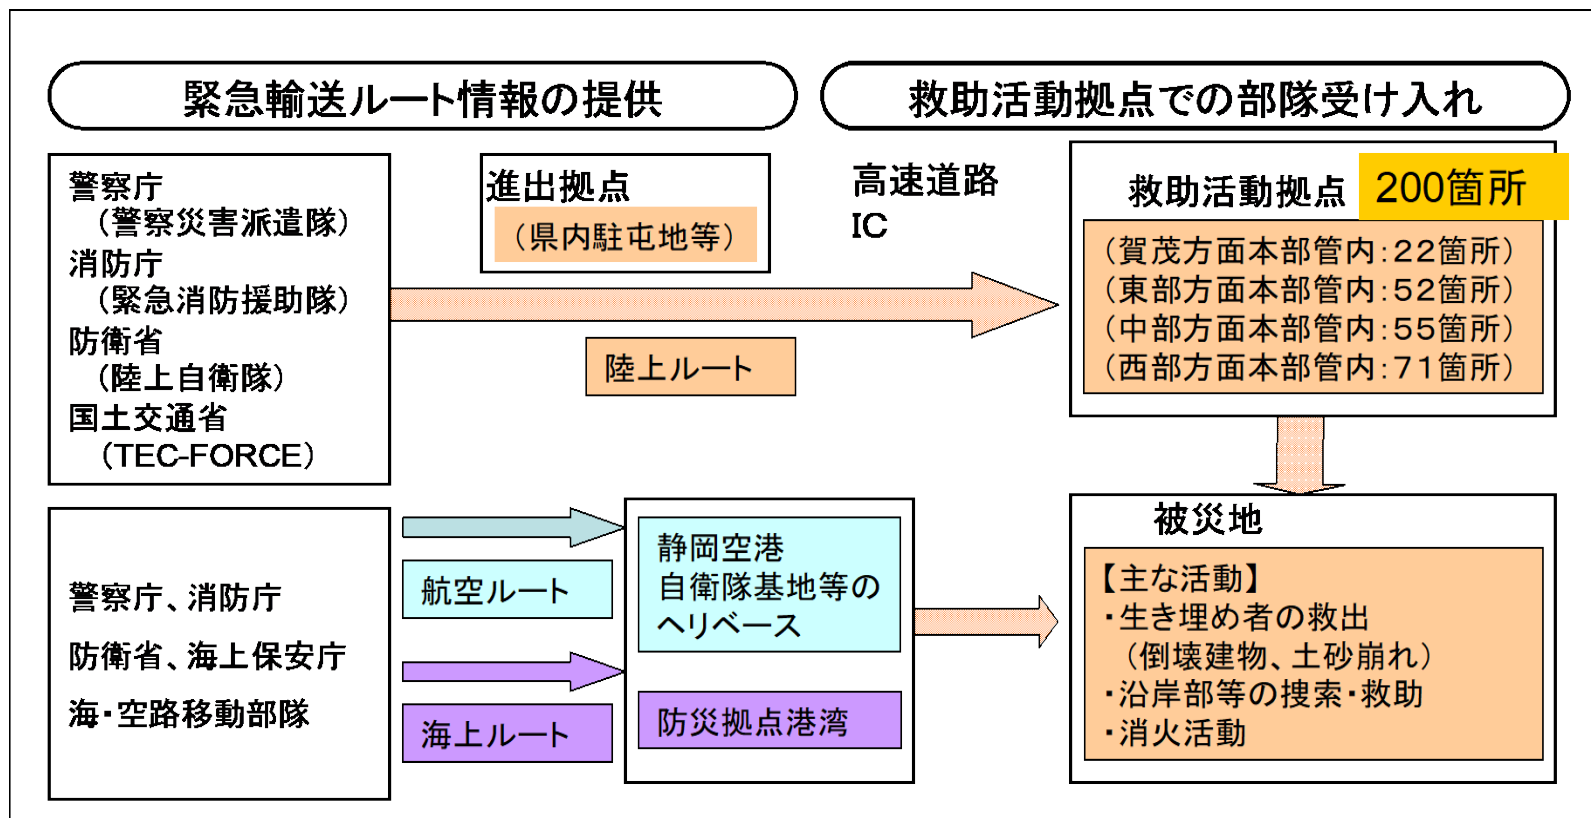 緊急輸送ルート情報の提供
救助活動拠点での部隊受け入れ
警察庁
（警察災害派遣隊）
消防庁
（緊急消防援助隊）
防衛省
（陸上自衛隊）
国土交通省
（TEC-FORCE）
進出拠点
（県内駐屯地等）
陸上ルート
高速道路
IC
救助活動拠点
200箇所
（賀茂方面本部管内：２２箇所）
（東部方面本部管内：52箇所）
（中部方面本部管内：55箇所）
（西部方面本部管内：７１箇所）
警察庁、消防庁
防衛省、海上保安庁
海・空路移動部隊
航空ルート
海上ルート
静岡空港
自衛隊基地等の
ヘリベース
防災拠点港湾
被災地
【主な活動】
・生き埋め者の救出
（倒壊建物、土砂崩れ）
・沿岸部等の捜索・救助
・消火活動